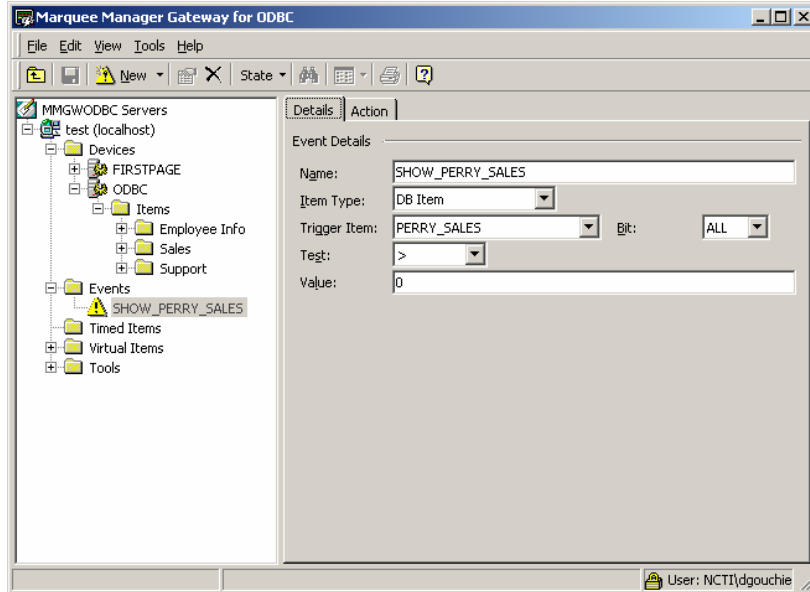 Marquee Manager Gateway for ODBC
File Edit View Tools Help
New State
MMGWODBC Servers
test (localhost)
Devices
FIRSTPAGE
ODBC
Items
Employee Info
Sales
Support
Events
SHOW_PERRY_SALES
Timed Items
Virtual Items
Tools
Details Action
Event Details
Name: SHOW_PERRY_SALES
Item Type: DB Item
Trigger Item: PERRY_SALES Bit: ALL
Test: >
Value: 0
User: NCTI\dgouchie